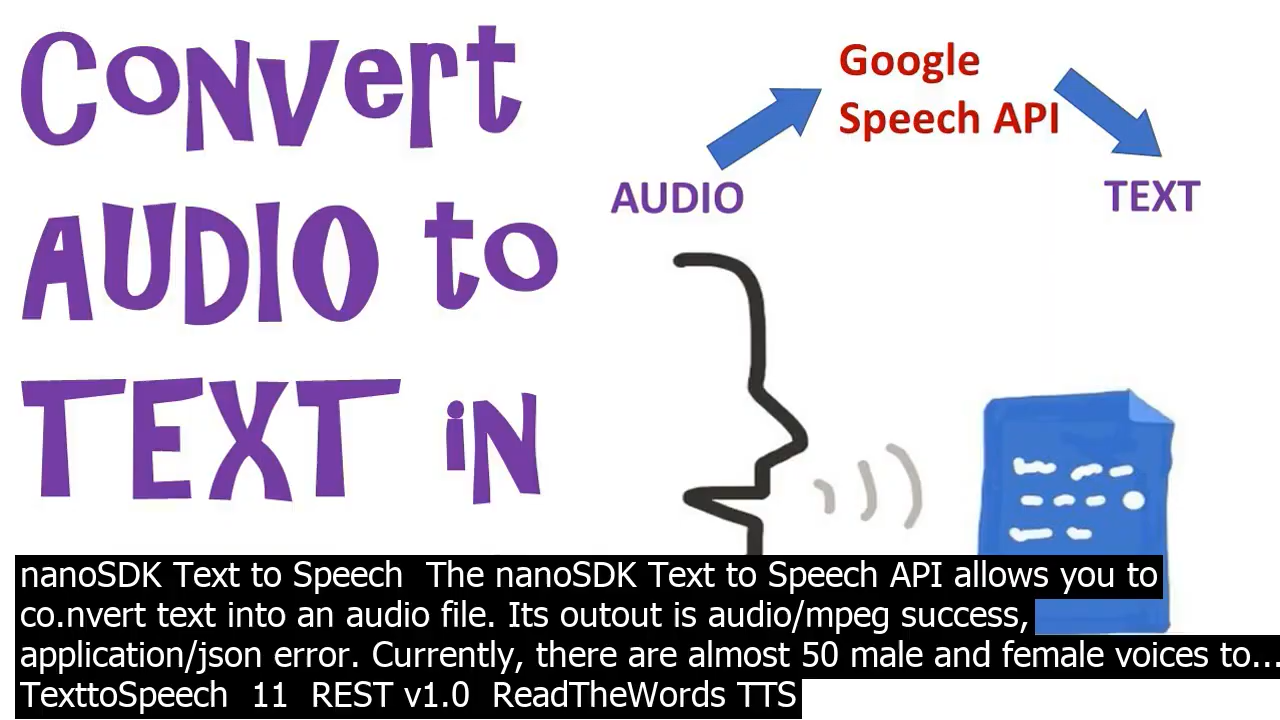 Convert
AUDIO to
TEXT in
Google
Speech API
AUDIO
TEXT
nanoSDK Text to Speech The nanoSDK Text to Speech API allows you to
co.nvert text into an audio file. Its outout is audio/mpeg success,
application/json error. Currently, there are almost 50 male and female voices to...
TexttoSpeech 11 REST v1.0 ReadTheWords TTS